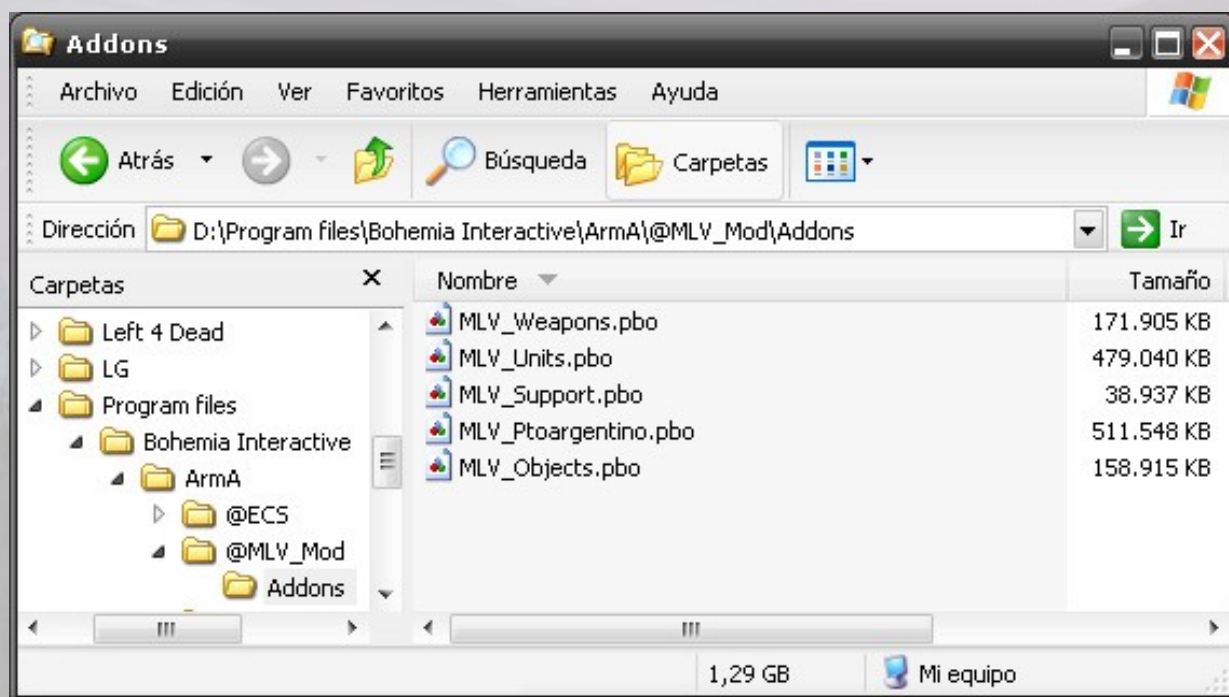 Addons
Archivo Edición Ver Favoritos Herramientas Ayuda
Atrás Búsqueda Carpetas
Dirección D:\Program files\Bohemia Interactive\ArmA\@MLV_Mod\Addons Ir
Carpetas
Left 4 Dead
LG
Program files
Bohemia Interactive
ArmA
@ECS
@MLV_Mod
Addons
Nombre Tamaño
MLV_Weapons.pbo 171.905 KB
MLV_Units.pbo 479.040 KB
MLV_Support.pbo 38.937 KB
MLV_Ptoargentino.pbo 511.548 KB
MLV_Objects.pbo 158.915 KB
1,29 GB Mi equipo